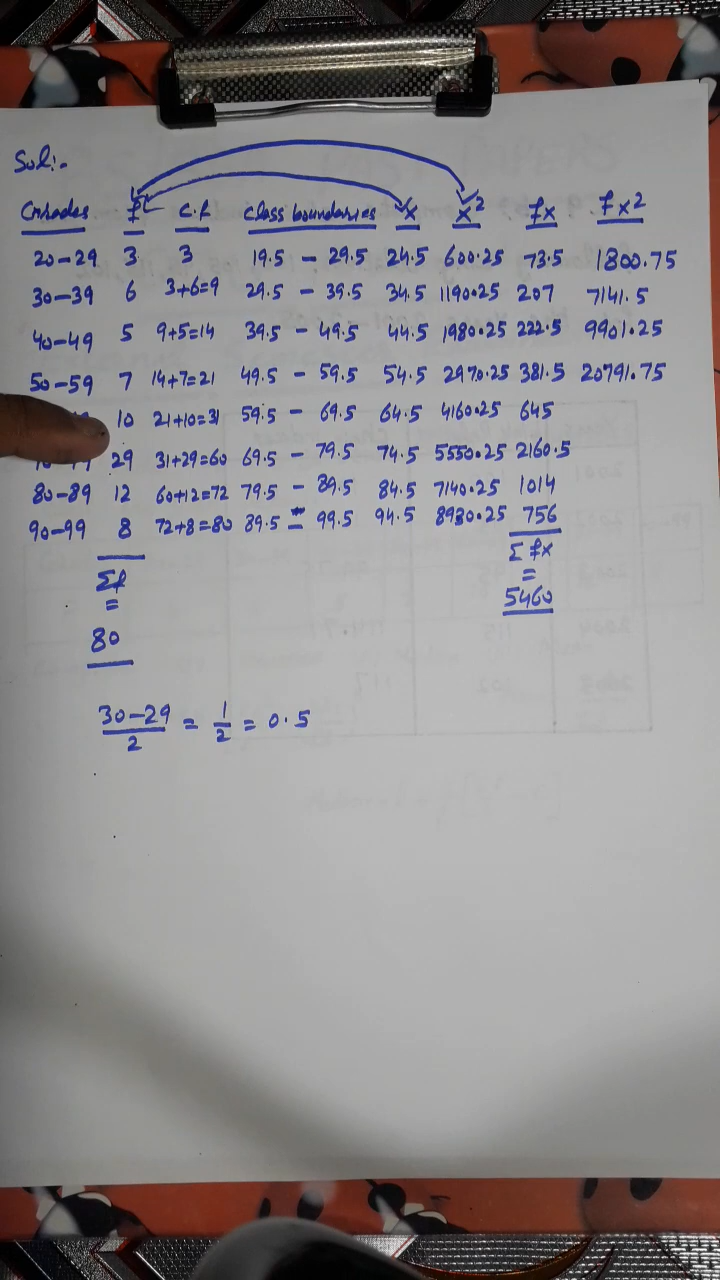 Sol:-
Grades f C.f Class boundaries x x² fx fx²
20-29 3 3 19.5 - 29.5 24.5 600.25 73.5 1800.75
30-39 6 3+6=9 29.5 - 39.5 34.5 1190.25 207 7141.5
40-49 5 9+5=14 39.5 - 49.5 44.5 1980.25 222.5 9901.25
50-59 7 14+7=21 49.5 - 59.5 54.5 2970.25 381.5 20791.75
10 21+10=31 59.5 - 69.5 64.5 4160.25 645
29 31+29=60 69.5 - 79.5 74.5 5550.25 2160.5
80-89 12 60+12=72 79.5 - 89.5 84.5 7140.25 1014
90-99 8 72+8=80 89.5 - 99.5 94.5 8930.25 756
Σf = 80
Σfx = 5460
30-29/2 = 1/2 = 0.5